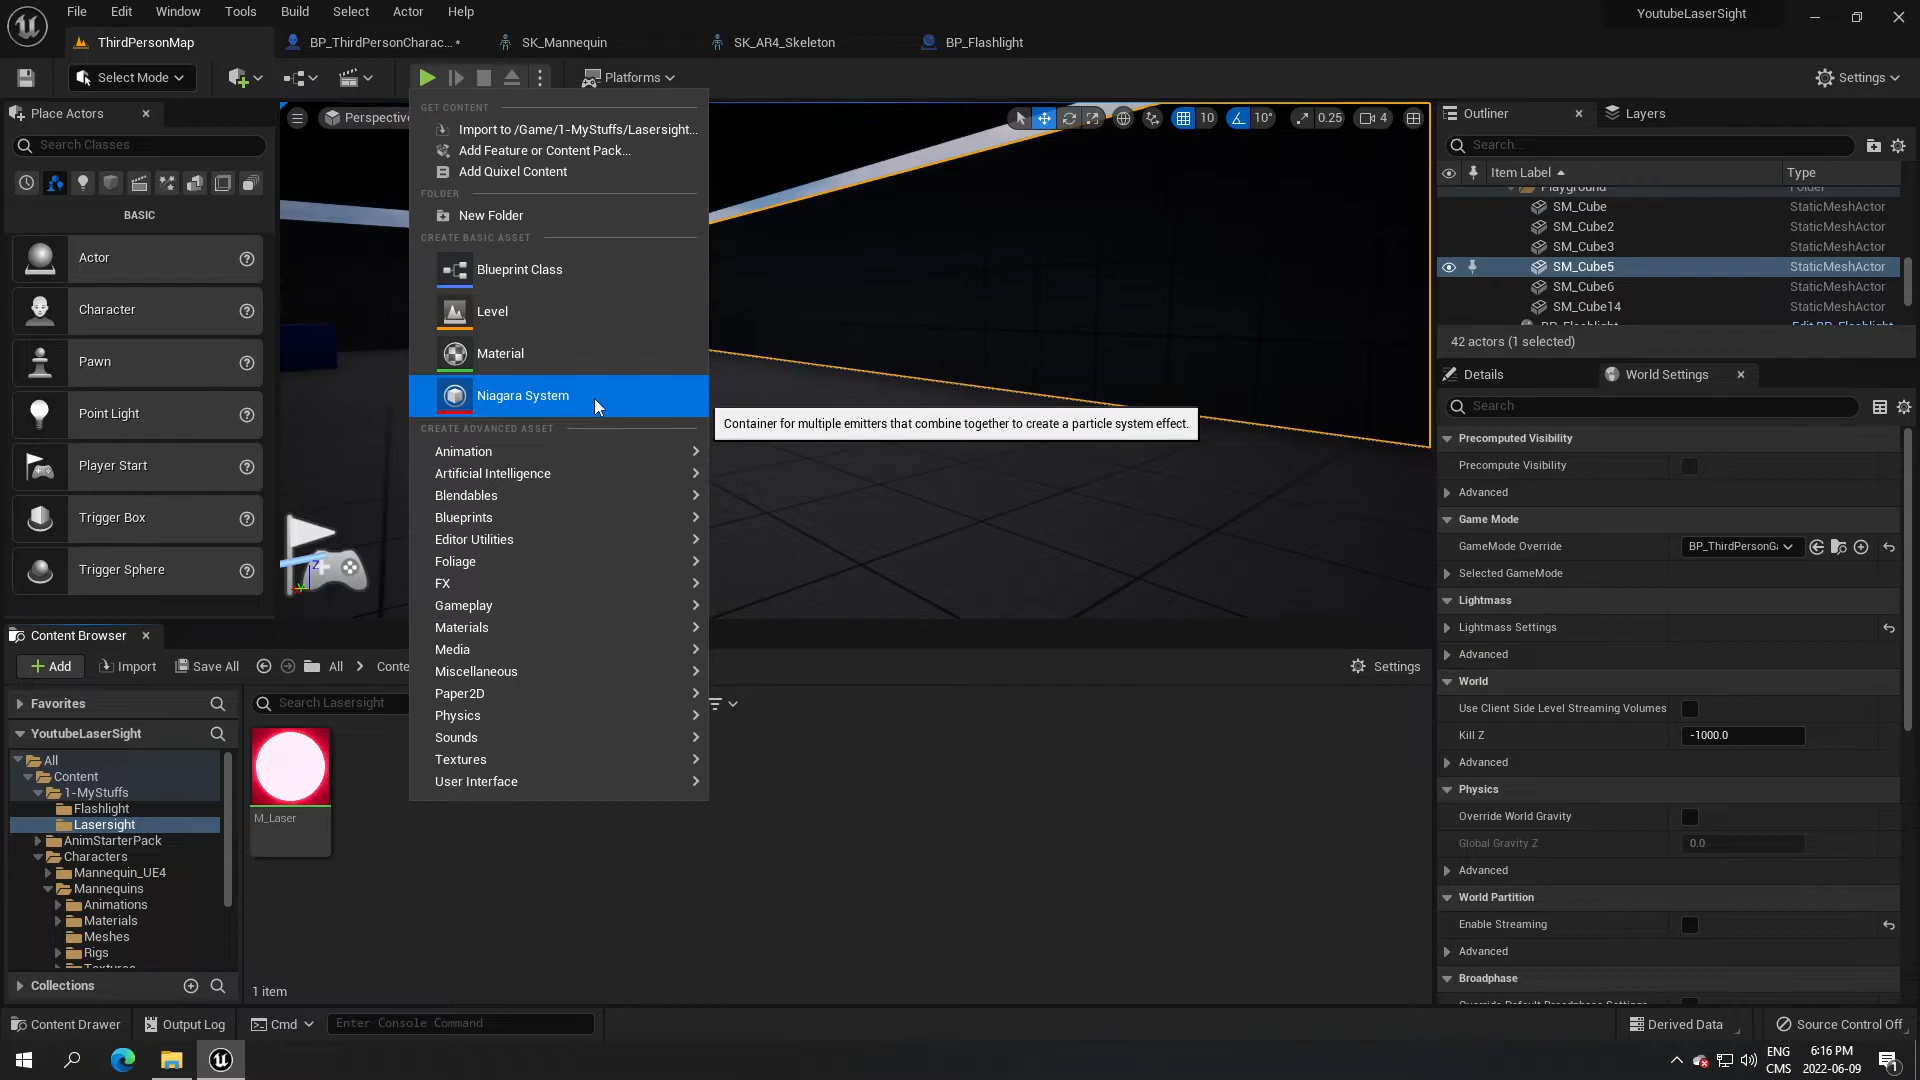 File Edit Window Tools Build Select Actor Help
YoutubeLaserSight
ThirdPersonMap
BP_ThirdPersonCharac...*
SK_Mannequin
SK_AR4_Skeleton
BP_Flashlight
Select Mode
Platforms
Settings
Place Actors
Search Classes
BASIC
Actor
Character
Pawn
Point Light
Player Start
Trigger Box
Trigger Sphere
Perspective
10
10°
0.25
4
GET CONTENT
Import to /Game/1-MyStuffs/Lasersight...
Add Feature or Content Pack...
Add Quixel Content
FOLDER
New Folder
CREATE BASIC ASSET
Blueprint Class
Level
Material
Niagara System
Container for multiple emitters that combine together to create a particle system effect.
CREATE ADVANCED ASSET
Animation
Artificial Intelligence
Blendables
Blueprints
Editor Utilities
Foliage
FX
Gameplay
Materials
Media
Miscellaneous
Paper2D
Physics
Sounds
Textures
User Interface
Z
Outliner
Layers
Search...
Item Label Type
Playground Folder
SM_Cube StaticMeshActor
SM_Cube2 StaticMeshActor
SM_Cube3 StaticMeshActor
SM_Cube5 StaticMeshActor
SM_Cube6 StaticMeshActor
SM_Cube14 StaticMeshActor
BP_Flashlight Edit BP_Flashlight
42 actors (1 selected)
Details
World Settings
Search
Precomputed Visibility
Precompute Visibility
Advanced
Game Mode
GameMode Override BP_ThirdPersonGa
Selected GameMode
Lightmass
Lightmass Settings
Advanced
World
Use Client Side Level Streaming Volumes
Kill Z -1000.0
Advanced
Physics
Override World Gravity
Global Gravity Z 0.0
Advanced
World Partition
Enable Streaming
Advanced
Broadphase
Override Default Broadphase Settings
Content Browser
Add Import Save All All Conte
Settings
Favorites
Search Lasersight
YoutubeLaserSight
All
Content
1-MyStuffs
Flashlight
Lasersight
AnimStarterPack
Characters
Mannequin_UE4
Mannequins
Animations
Materials
Meshes
Rigs
Textures
Collections
M_Laser
1 item
Content Drawer
Output Log
Cmd
Enter Console Command
Derived Data
Source Control Off
ENG
CMS
6:16 PM
2022-06-09
1